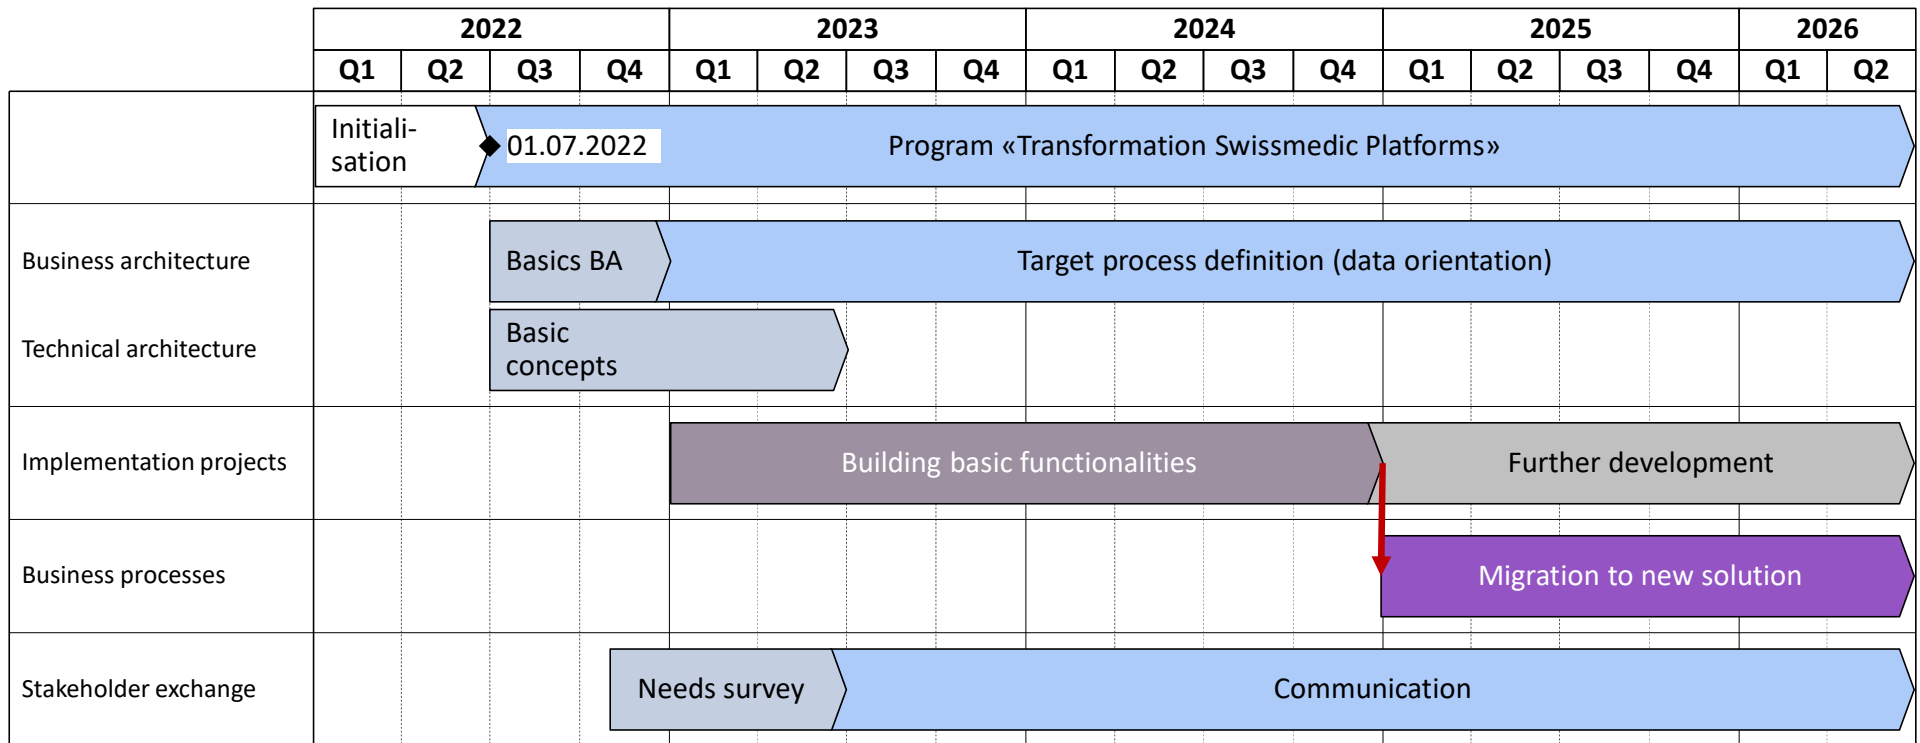 2022 2023 2024 2025 2026
Q1 Q2 Q3 Q4 Q1 Q2 Q3 Q4 Q1 Q2 Q3 Q4 Q1 Q2 Q3 Q4 Q1 Q2
Initiali-
sation
01.07.2022
Program «Transformation Swissmedic Platforms»
Business architecture
Basics BA
Target process definition (data orientation)
Technical architecture
Basic
concepts
Implementation projects
Building basic functionalities
Further development
Business processes
Migration to new solution
Stakeholder exchange
Needs survey
Communication